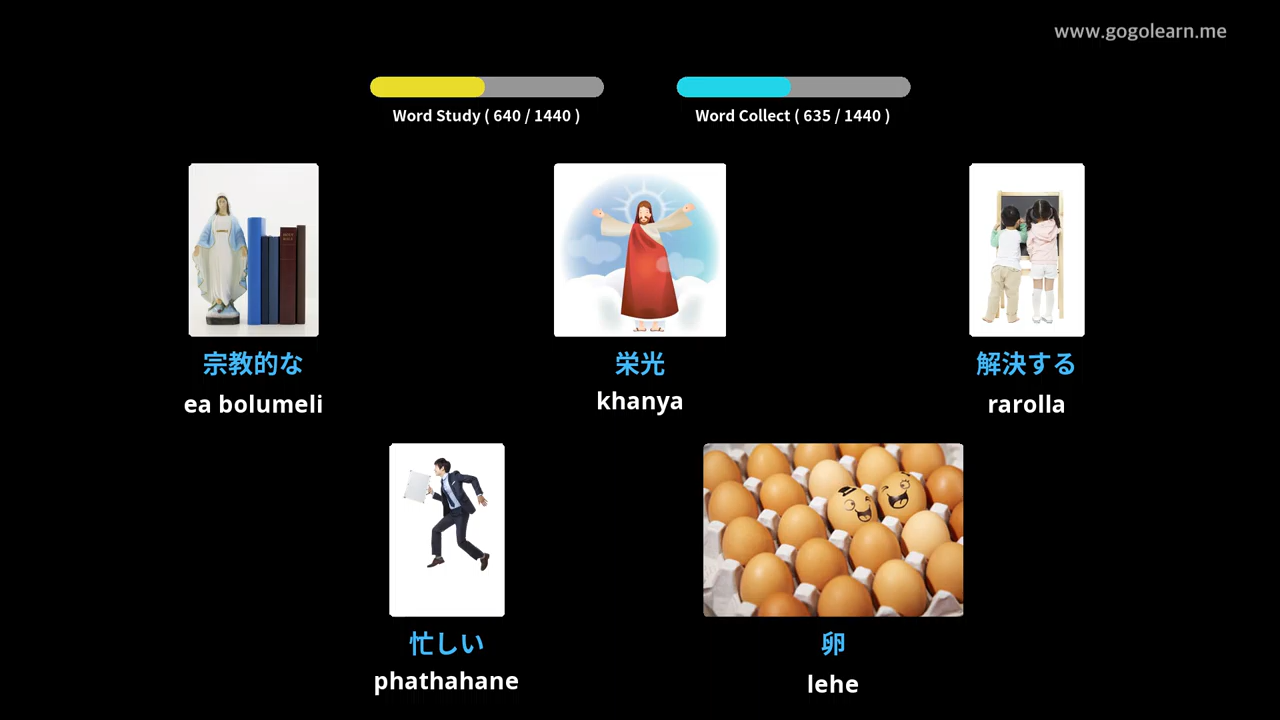 www.gogolearn.me
Word Study ( 640 / 1440 )
Word Collect ( 635 / 1440 )
宗教的な
ea bolumeli
栄光
khanya
解決する
rarolla
忙しい
phathahane
卵
lehe